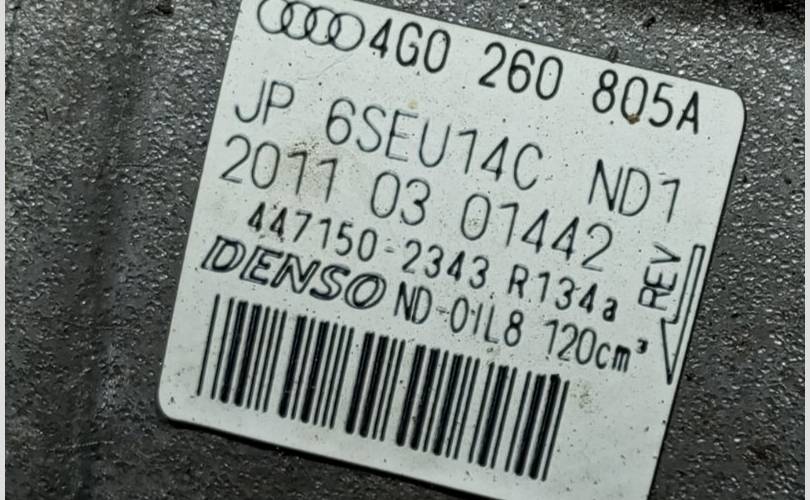 4G0 260 805A
JP 6SEU14C ND1
2011 03 01442
447150-2343 R134a
DENSO ND-OIL8 120cm³
REV